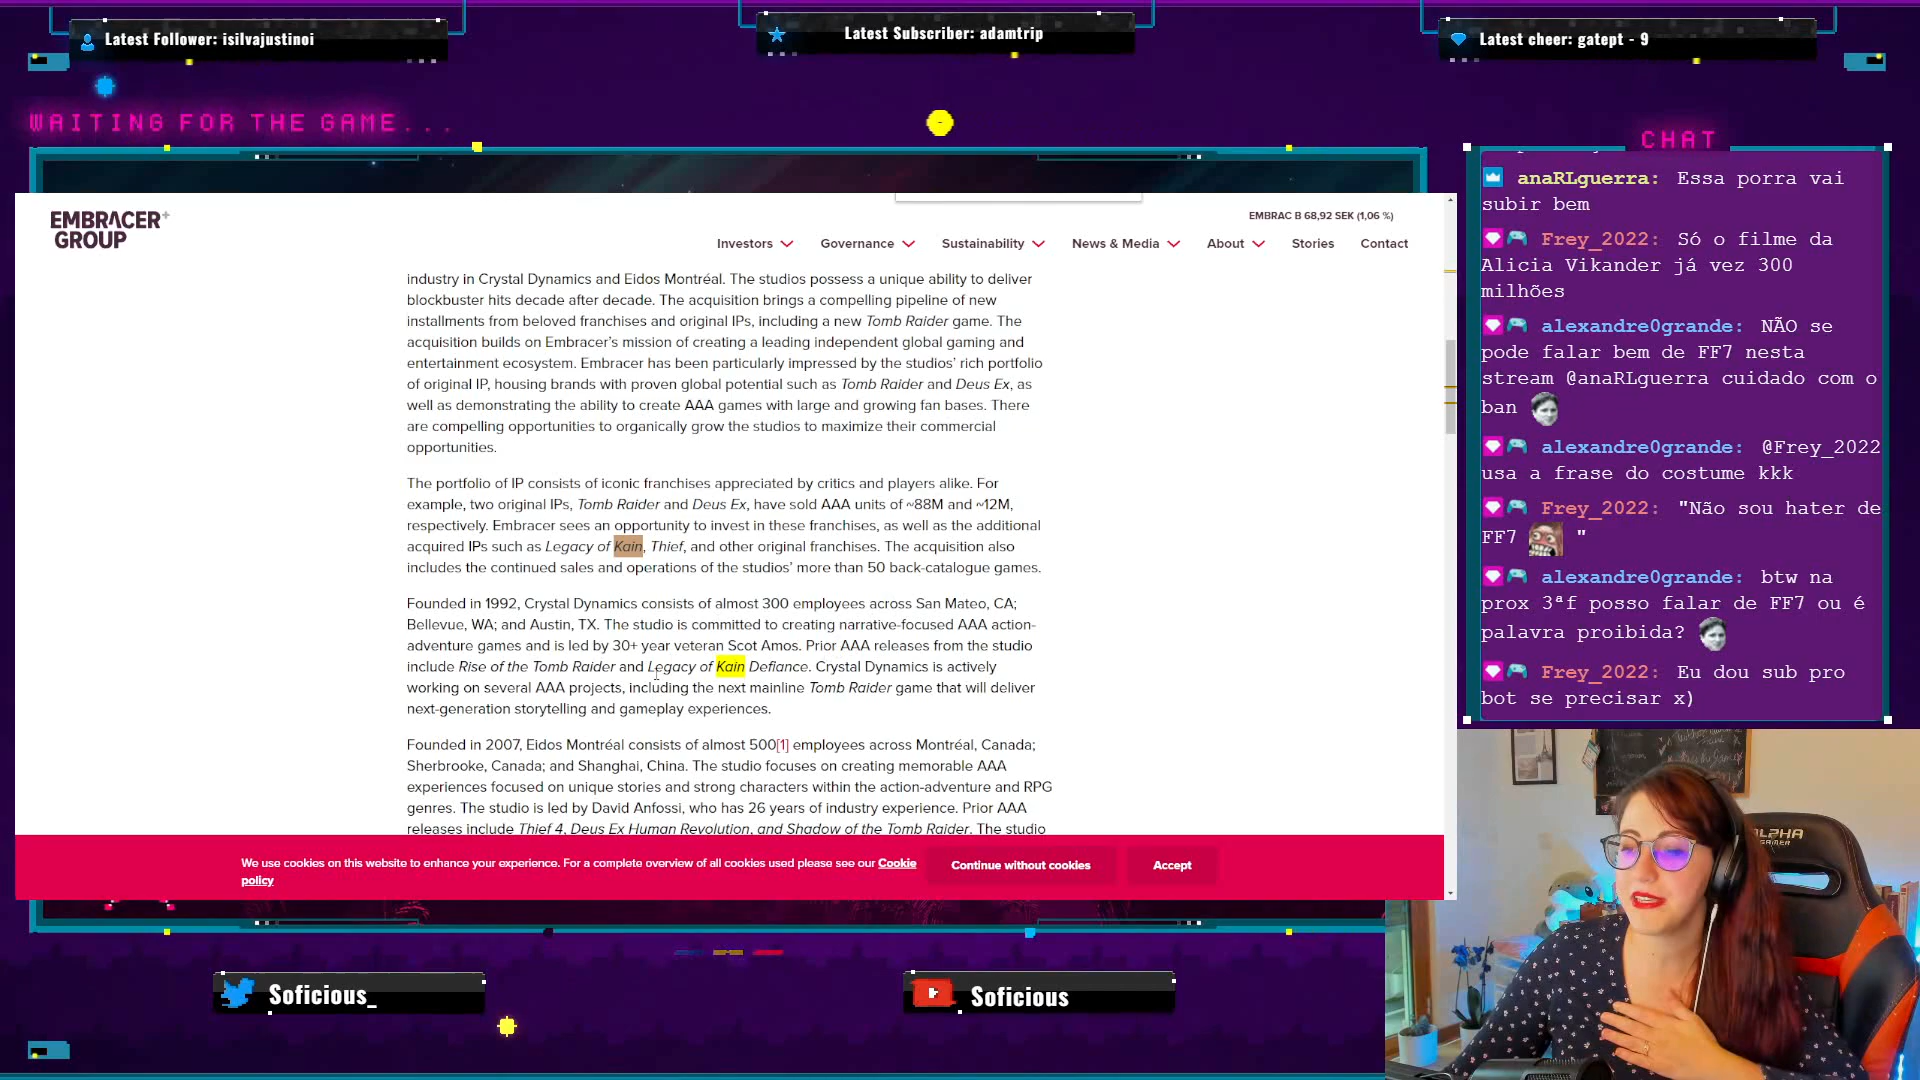 Latest Follower: isilvajustinoi
Latest Subscriber: adamtrip
Latest cheer: gatept - 9
WAITING FOR THE GAME...
EMBRACER+
GROUP
EMBRAC B 68,92 SEK (1,06 %)
Investors
Governance
Sustainability
News & Media
About
Stories
Contact
industry in Crystal Dynamics and Eidos Montréal. The studios possess a unique ability to deliver
blockbuster hits decade after decade. The acquisition brings a compelling pipeline of new
installments from beloved franchises and original IPs, including a new Tomb Raider game. The
acquisition builds on Embracer’s mission of creating a leading independent global gaming and
entertainment ecosystem. Embracer has been particularly impressed by the studios’ rich portfolio
of original IP, housing brands with proven global potential such as Tomb Raider and Deus Ex, as
well as demonstrating the ability to create AAA games with large and growing fan bases. There
are compelling opportunities to organically grow the studios to maximize their commercial
opportunities.
The portfolio of IP consists of iconic franchises appreciated by critics and players alike. For
example, two original IPs, Tomb Raider and Deus Ex, have sold AAA units of ~88M and ~12M,
respectively. Embracer sees an opportunity to invest in these franchises, as well as the additional
acquired IPs such as Legacy of Kain, Thief, and other original franchises. The acquisition also
includes the continued sales and operations of the studios’ more than 50 back-catalogue games.
Founded in 1992, Crystal Dynamics consists of almost 300 employees across San Mateo, CA;
Bellevue, WA; and Austin, TX. The studio is committed to creating narrative-focused AAA action-
adventure games and is led by 30+ year veteran Scot Amos. Prior AAA releases from the studio
include Rise of the Tomb Raider and Legacy of Kain Defiance. Crystal Dynamics is actively
working on several AAA projects, including the next mainline Tomb Raider game that will deliver
next-generation storytelling and gameplay experiences.
Founded in 2007, Eidos Montréal consists of almost 500[1] employees across Montréal, Canada;
Sherbrooke, Canada; and Shanghai, China. The studio focuses on creating memorable AAA
experiences focused on unique stories and strong characters within the action-adventure and RPG
genres. The studio is led by David Anfossi, who has 26 years of industry experience. Prior AAA
releases include Thief 4, Deus Ex Human Revolution, and Shadow of the Tomb Raider. The studio
We use cookies on this website to enhance your experience. For a complete overview of all cookies used please see our Cookie
policy
Continue without cookies
Accept
CHAT
anaRLguerra: Essa porra vai
subir bem
Frey_2022: Só o filme da
Alicia Vikander já vez 300
milhões
alexandre0grande: NÃO se
pode falar bem de FF7 nesta
stream @anaRLguerra cuidado com o
ban
alexandre0grande: @Frey_2022
usa a frase do costume kkk
Frey_2022: "Não sou hater de
FF7 "
alexandre0grande: btw na
prox 3ªf posso falar de FF7 ou é
palavra proibida?
Frey_2022: Eu dou sub pro
bot se precisar x)
ALPHA
GAMER
Soficious_
Soficious